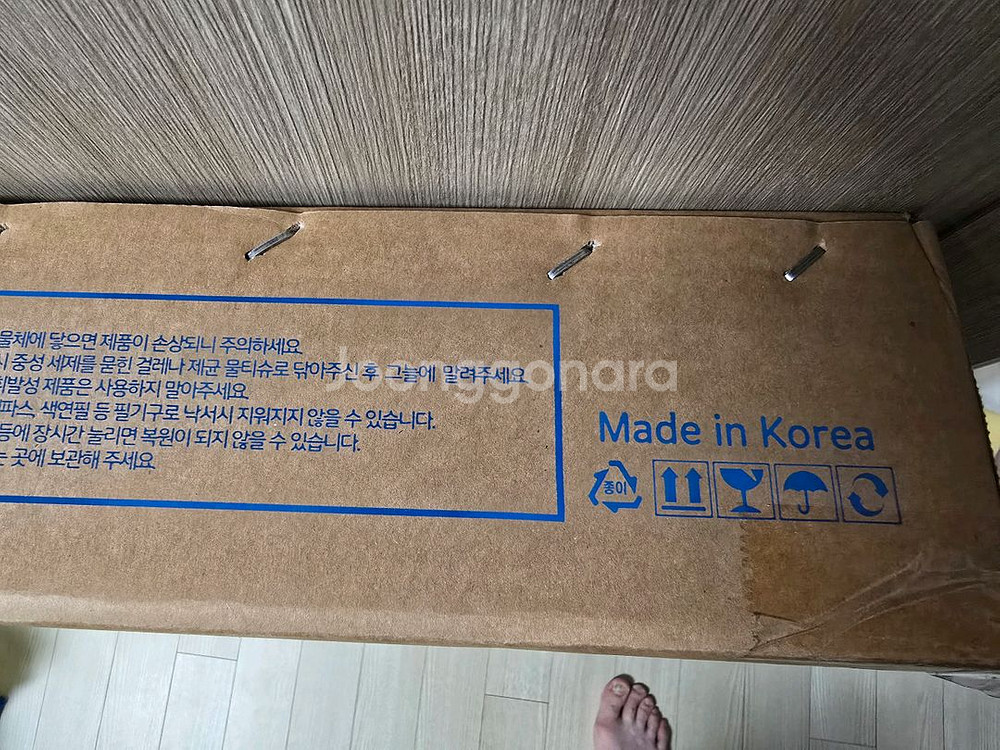 물체에 닿으면 제품이 손상되니 주의하세요.
시 중성 세제를 묻힌 걸레나 제균 물티슈로 닦아주신 후 그늘에 말려주세요.
휘발성 제품은 사용하지 말아주세요.
파스, 색연필 등 필기구로 낙서시 지워지지 않을 수 있습니다.
등에 장시간 눌리면 복원이 되지 않을 수 있습니다.
는 곳에 보관해 주세요.
Joonggonara
Made in Korea
종이